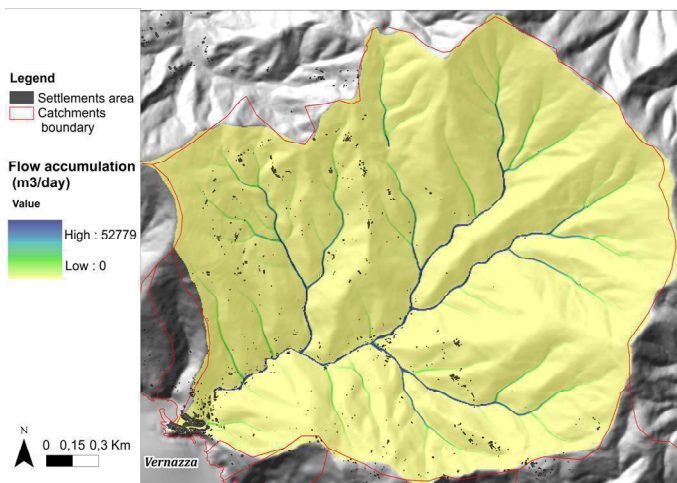 Legend
Settlements area
Catchments
boundary
Flow accumulation
(m3/day)
Value
High : 52779
Low : 0
N
0 0,15 0,3 Km
Vernazza